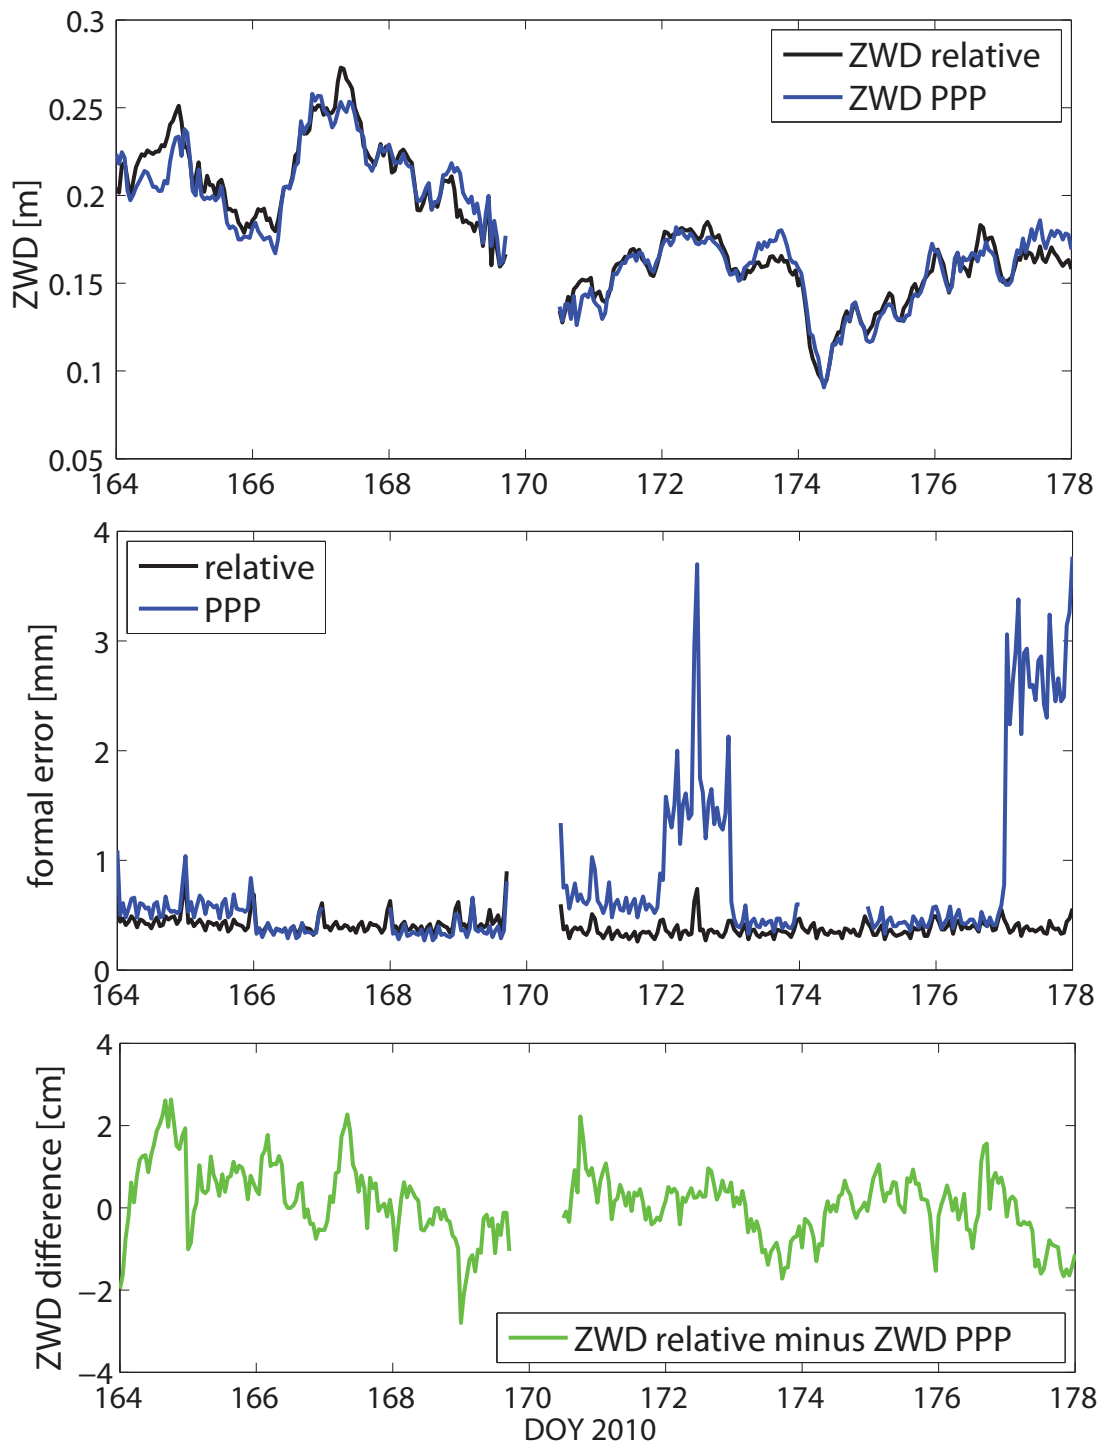 0.3
0.25
0.2
0.15
0.1
0.05
ZWD [m]
ZWD relative
ZWD PPP
164 166 168 170 172 174 176 178
4
3
2
1
0
formal error [mm]
relative
PPP
164 166 168 170 172 174 176 178
4
2
0
−2
−4
ZWD difference [cm]
ZWD relative minus ZWD PPP
164 166 168 170 172 174 176 178
DOY 2010